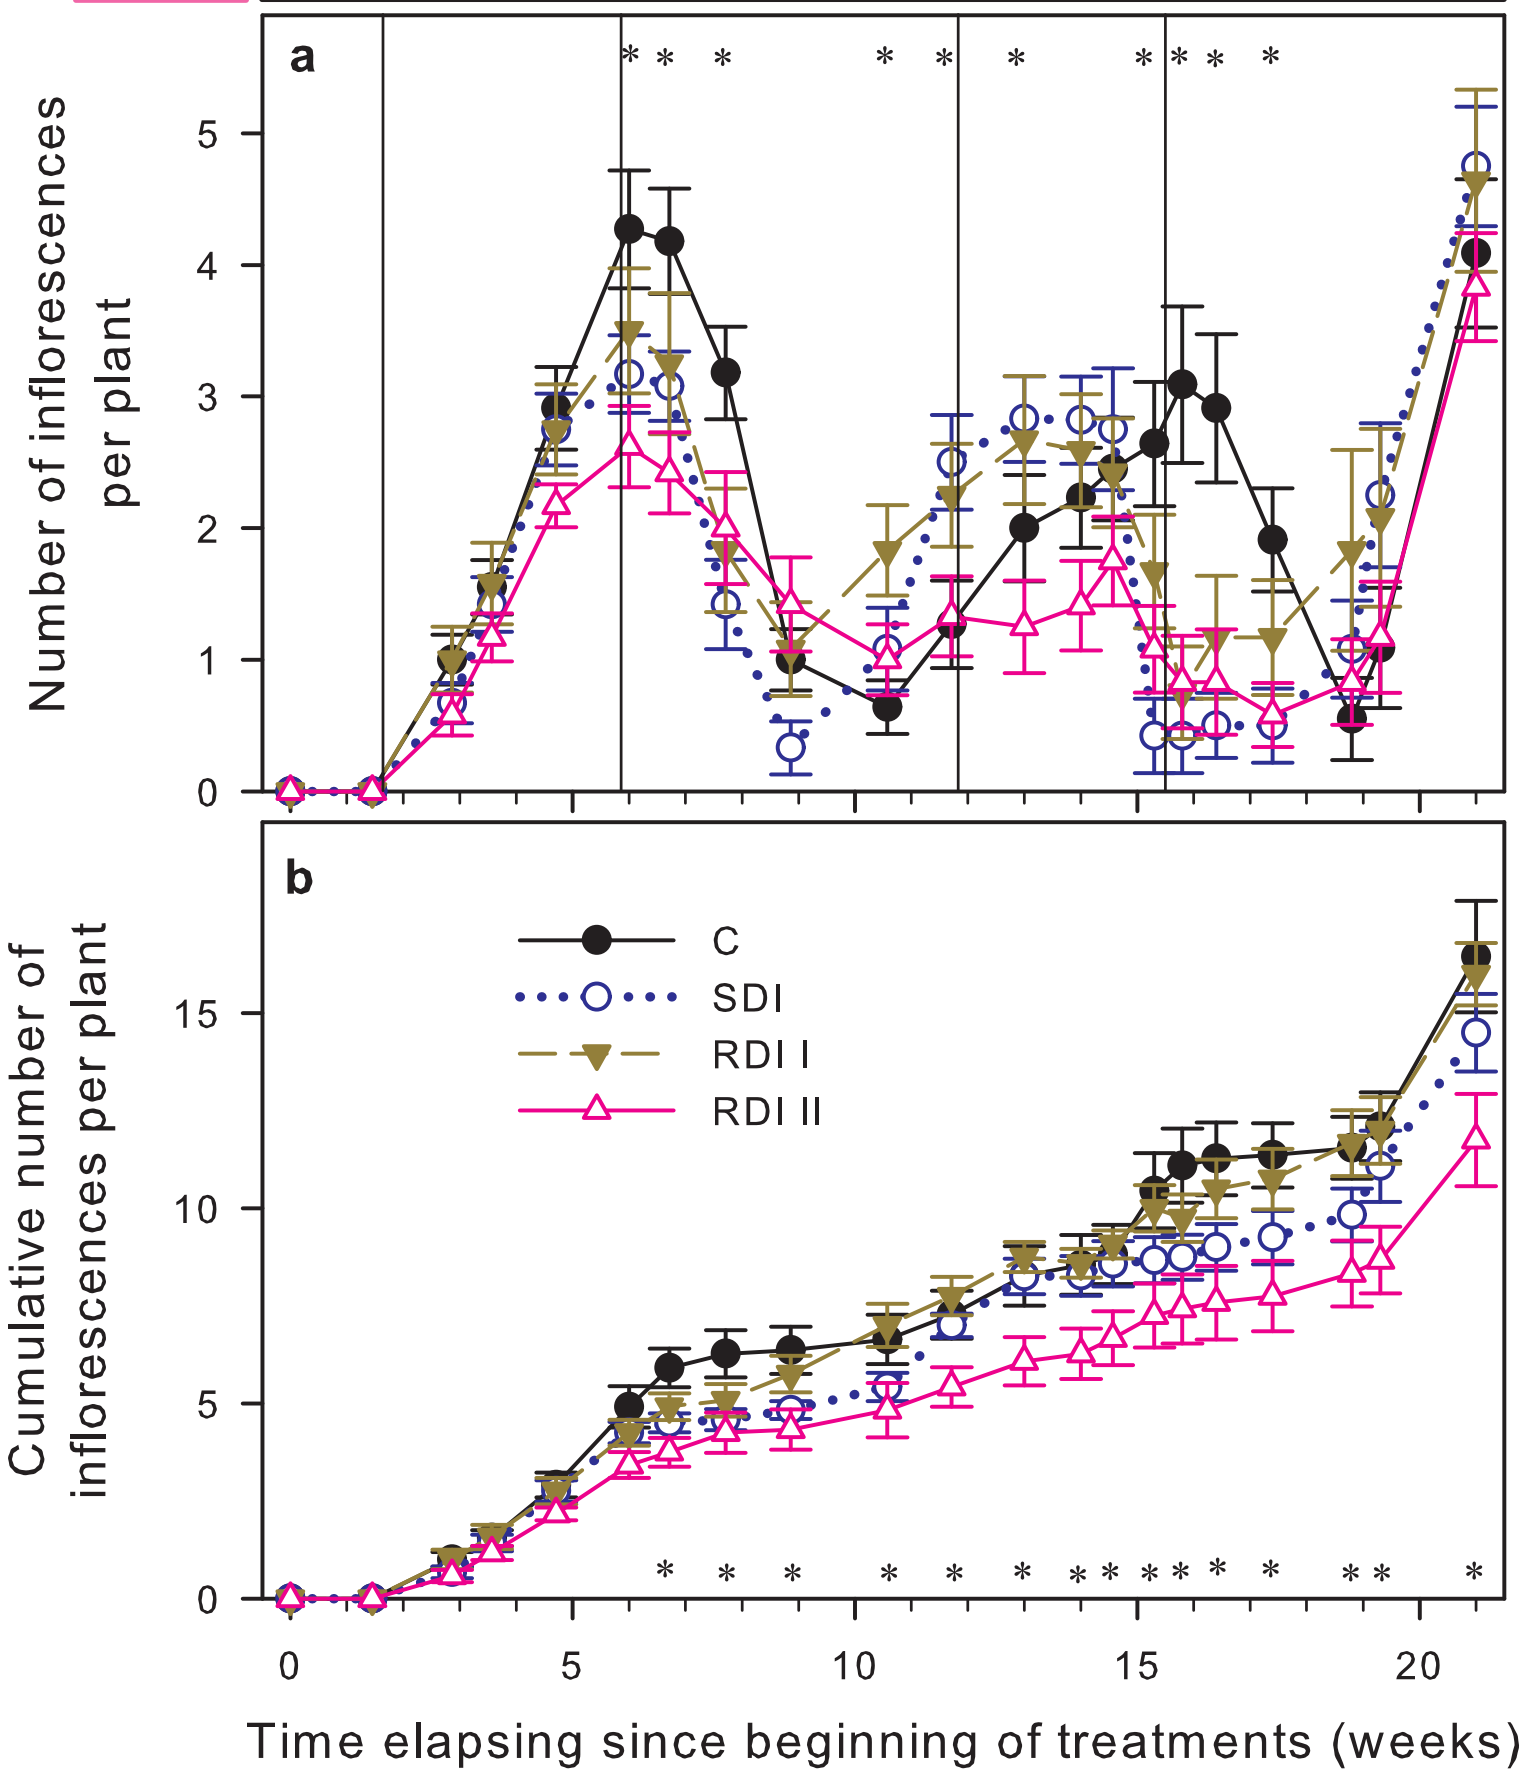 a
* * * * * * * * * *
Number of inflorescences
per plant
5
4
3
2
1
0
b
C
SDI
RDI I
RDI II
Cumulative number of
inflorescences per plant
15
10
5
0
* * * * * * * * * * * * * * *
0 5 10 15 20
Time elapsing since beginning of treatments (weeks)